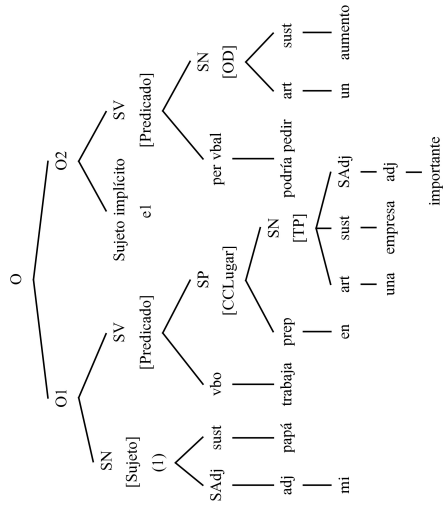 O
O1 O2
SN SV Sujeto implícito SV
[Sujeto] [Predicado] e1 [Predicado]
(1)
SAdj sust vbo SP per vbal SN
[CCLugar] [OD]
adj papá trabaja prep SN podría pedir art sust
[TP]
mi en art sust SAdj un aumento
una empresa adj
importante